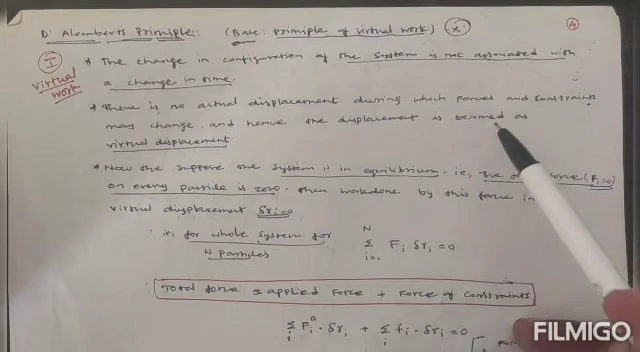 D' Alembert's Principle:: (Base: Principle of virtual work) X 4
I * The change in configuration of the system is not associated with
Virtual work
a change in time.
* There is no actual displacement during which Forces and constraints
may change and hence the displacement is termed as
virtual displacement
* Now the suppose the system is in equilibrium. ie, the (Fi=0)
on every particle is zero. then workdone by this force in
virtual displacement δri=0
∴ ie; for whole system for
N particles
N Σ i=1 Fi δri = 0
Total force = applied Force + Force of constraints
Σ i Fi^a · δri + Σ i fi · δri = 0
FILMIGO